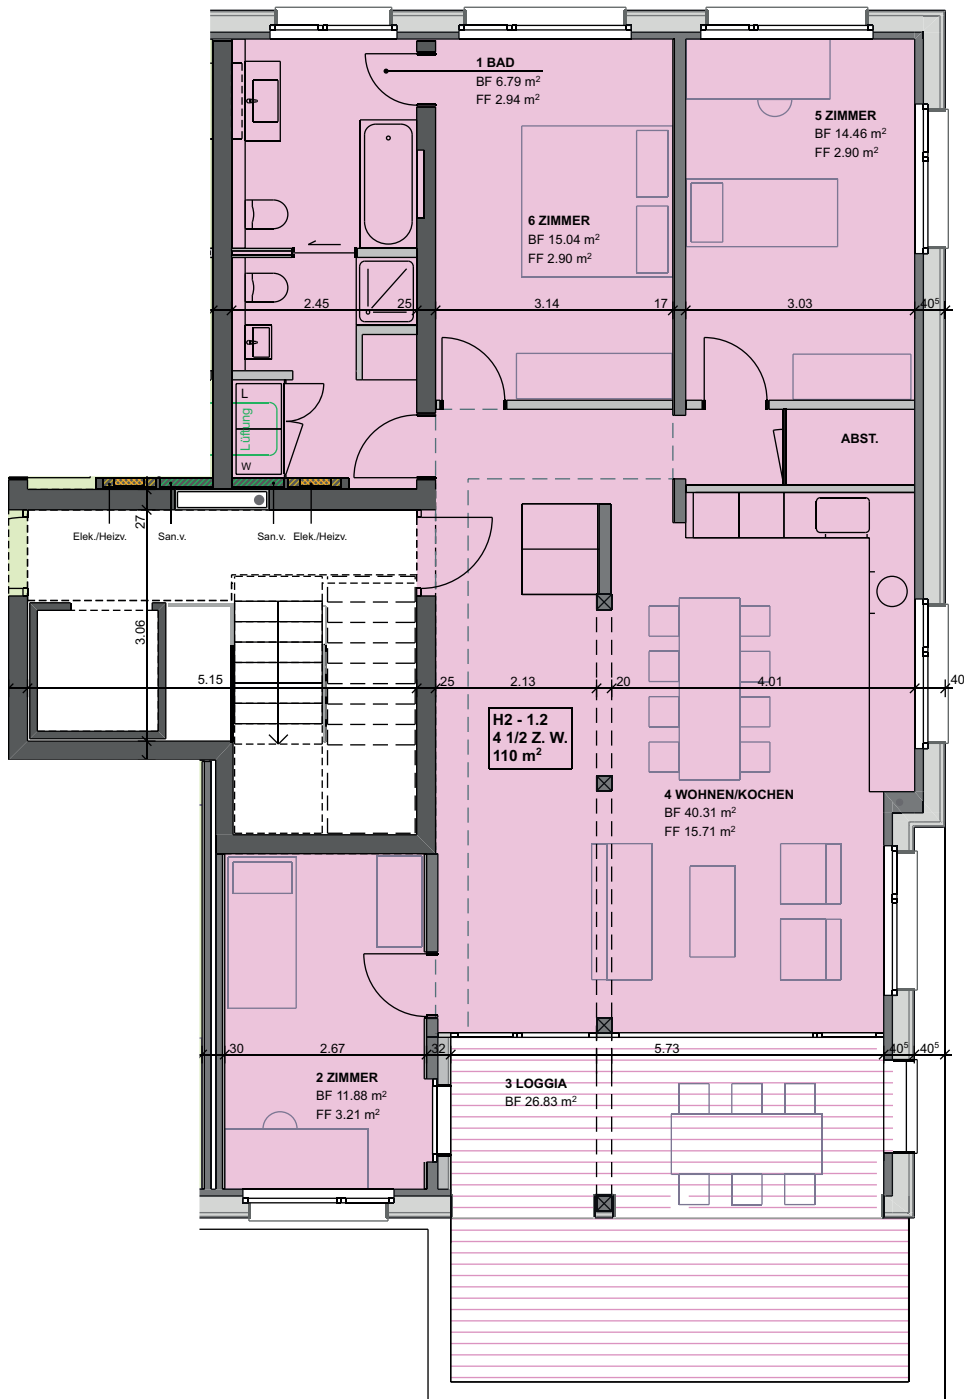 1 BAD
BF 6.79 m²
FF 2.94 m²
5 ZIMMER
BF 14.46 m²
FF 2.90 m²
6 ZIMMER
BF 15.04 m²
FF 2.90 m²
2.45
25
3.14
17
3.03
40⁵
L
Lüftung
W
ABST.
27
Elek./Heizv.
San.v.
San.v.
Elek./Heizv.
3.06
5.15
25
2.13
20
4.01
40
H2 - 1.2
4 1/2 Z. W.
110 m²
4 WOHNEN/KOCHEN
BF 40.31 m²
FF 15.71 m²
30
2.67
32
5.73
40⁵
40⁵
2 ZIMMER
BF 11.88 m²
FF 3.21 m²
3 LOGGIA
BF 26.83 m²